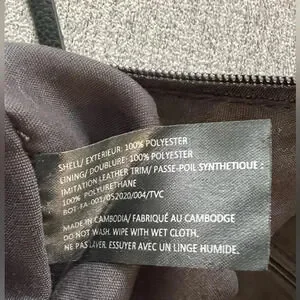 SHELL/ EXTERIEUR: 100% POLYESTER
LINING/ DOUBLURE: 100% POLYESTER
IMITATION LEATHER TRIM/ PASSE-POIL SYNTHETIQUE :
100% POLYURETHANE
BOT FA-001/052020/004/TVC
MADE IN CAMBODIA/ FABRIQUÉ AU CAMBODGE
DO NOT WASH. WIPE WITH WET CLOTH.
NE PAS LAVER. ESSUYER AVEC UN LINGE HUMIDE.